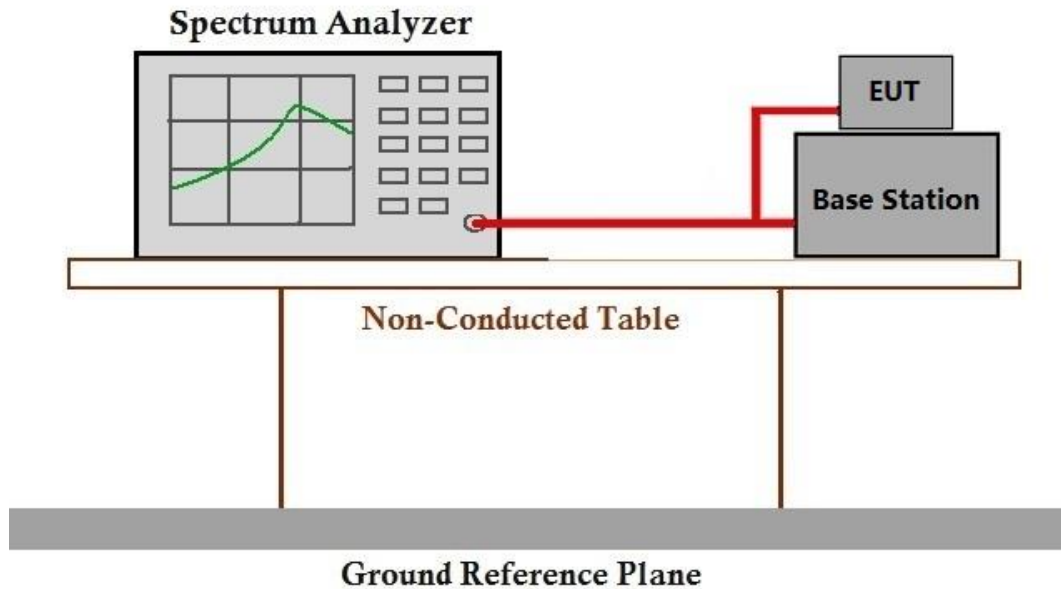 Spectrum Analyzer
EUT
Base Station
Non-Conducted Table
Ground Reference Plane